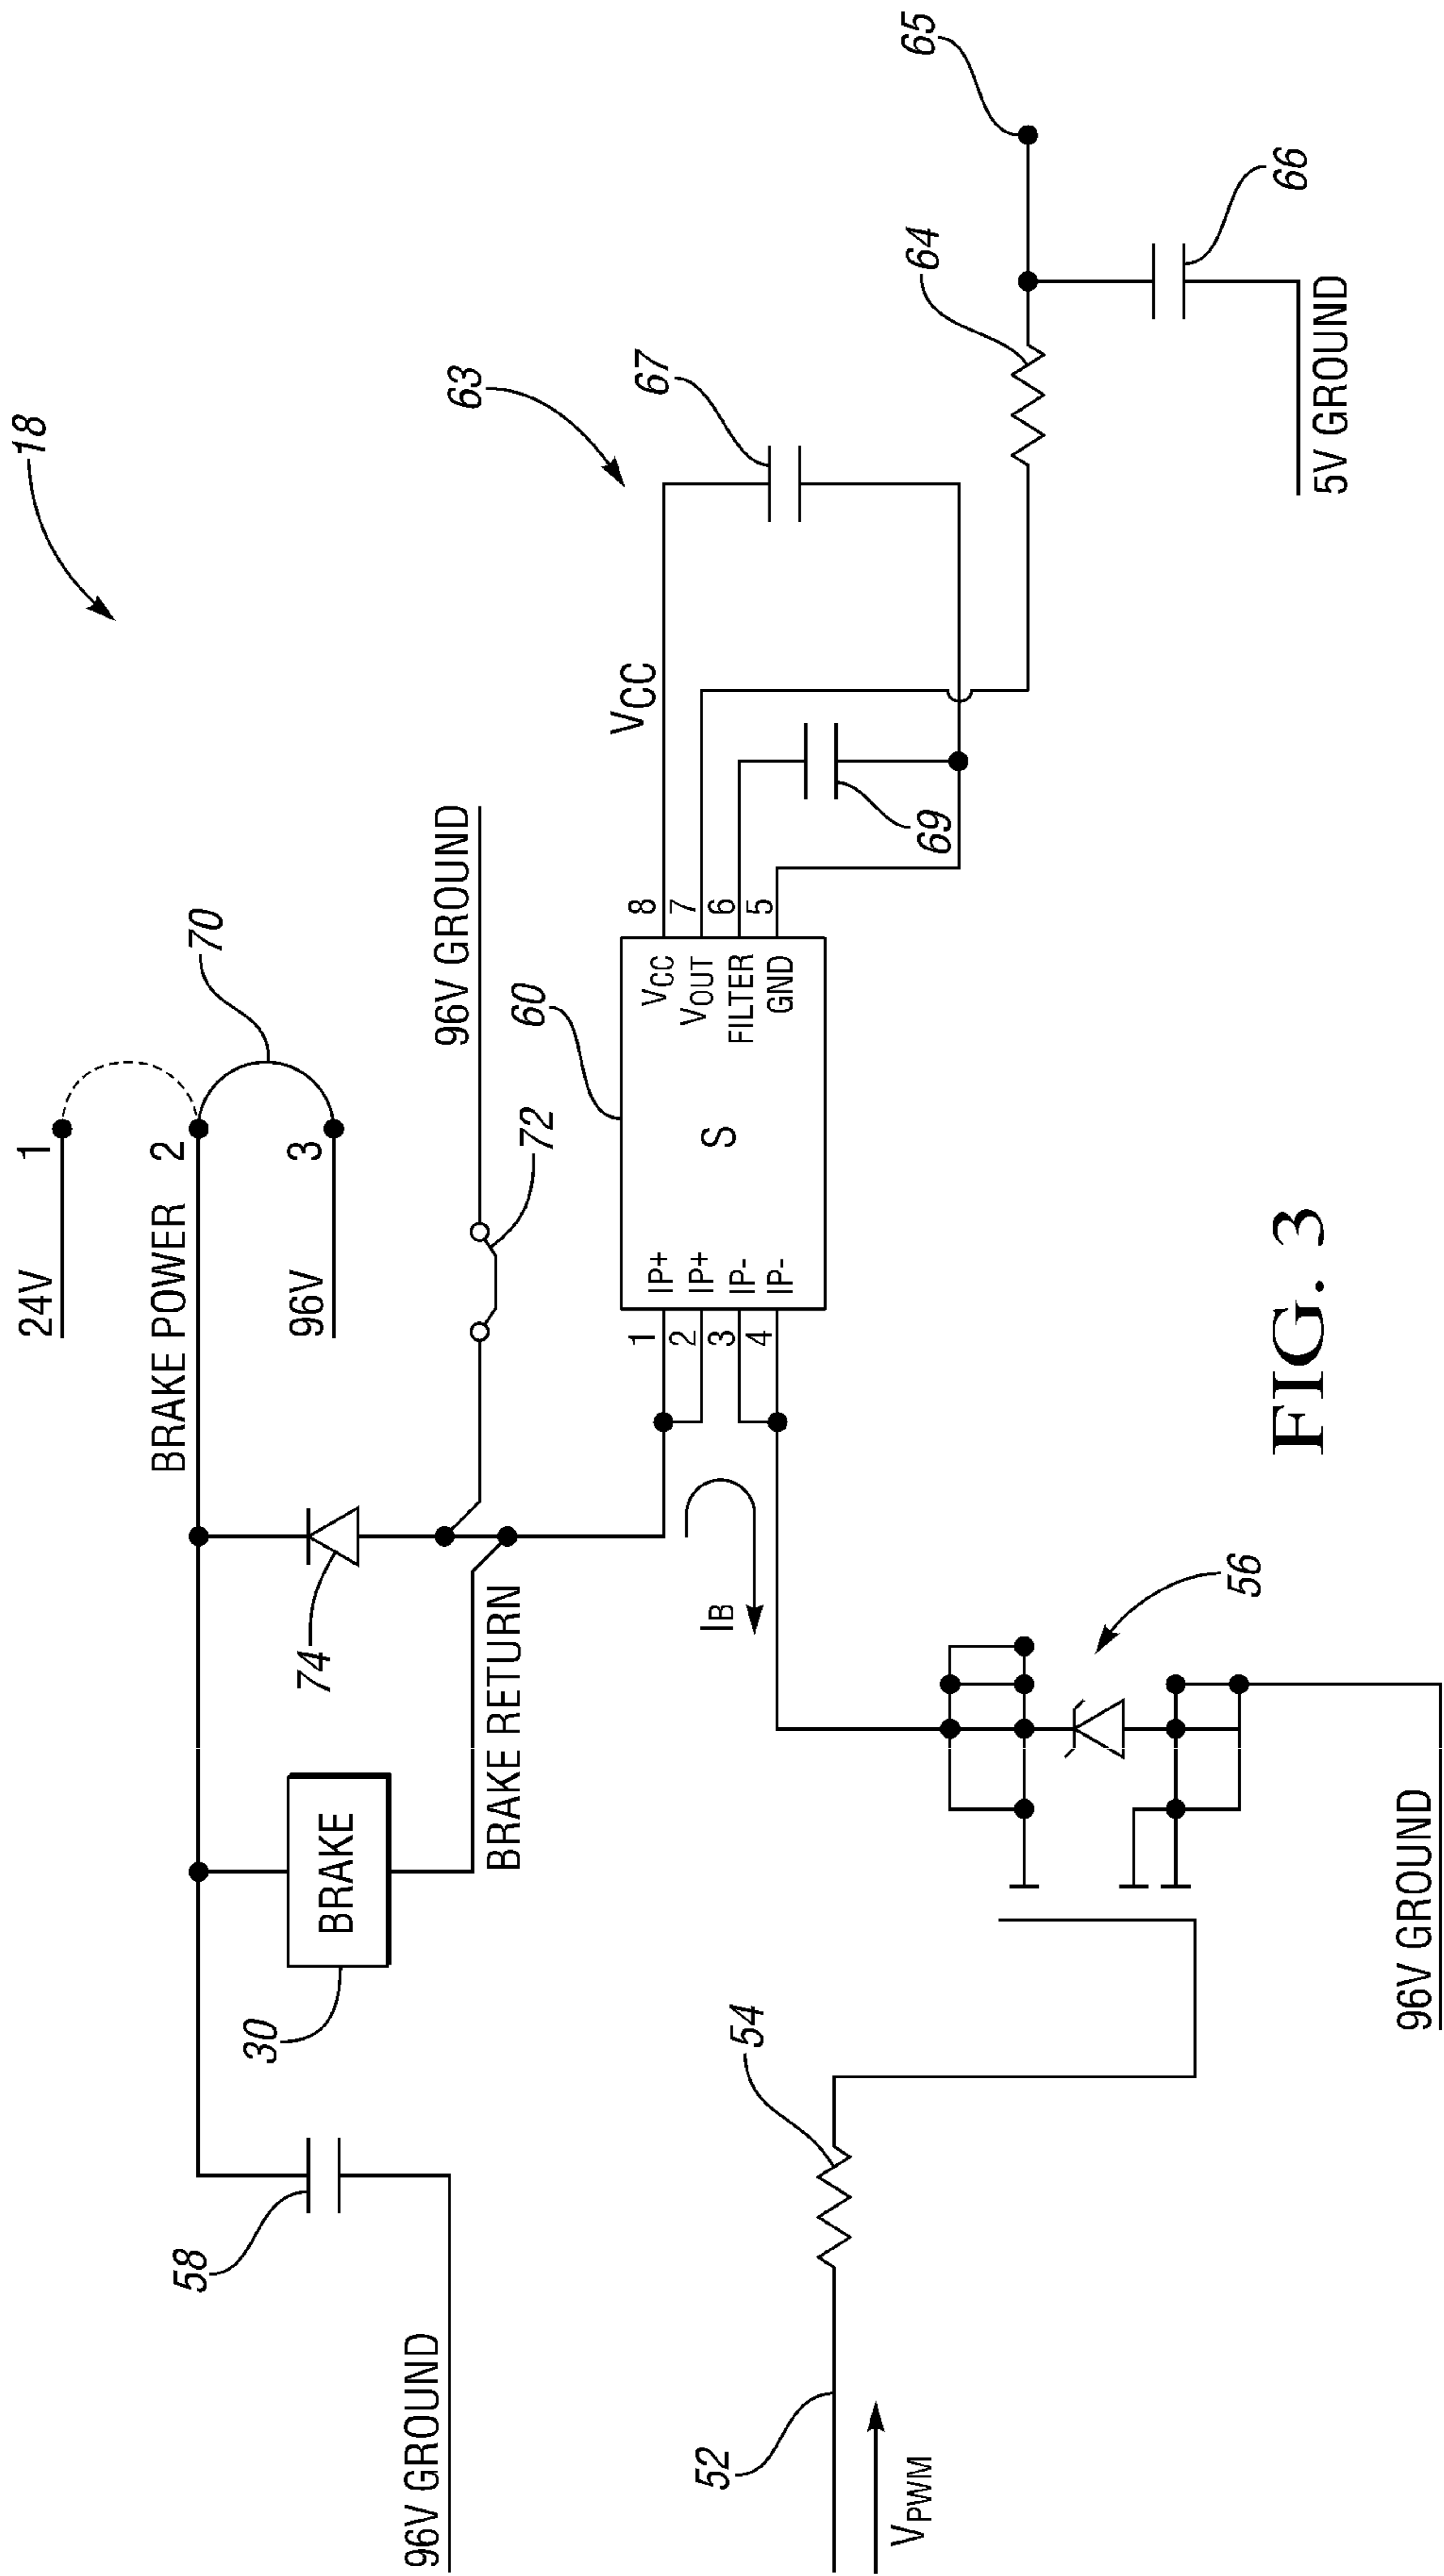 18
24V
1
BRAKE POWER
2
96V
3
70
58
96V GROUND
30
BRAKE
74
BRAKE RETURN
72
96V GROUND
60
63
67
65
VCC
IP+
IP+
IP-
IP-
1
2
3
4
S
VCC
VOUT
FILTER
GND
8
7
6
5
69
64
66
5V GROUND
IB
52
VPWM
54
56
96V GROUND
FIG. 3